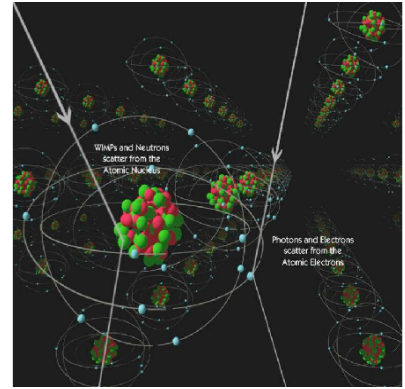 WIMPs and Neutrons
scatter from the
Atomic Nucleus
Photons and Electrons
scatter from the
Atomic Electrons